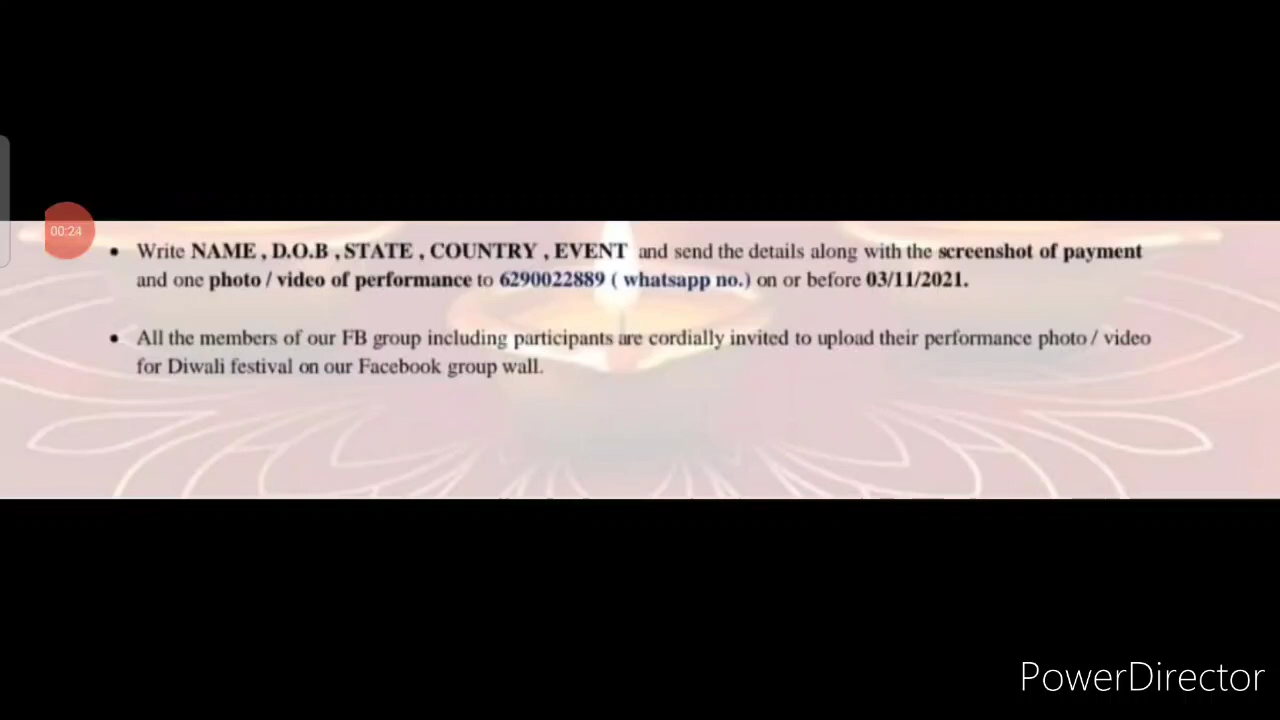 00:24
• Write NAME , D.O.B , STATE , COUNTRY , EVENT and send the details along with the screenshot of payment
and one photo / video of performance to 6290022889 ( whatsapp no.) on or before 03/11/2021.
• All the members of our FB group including participants are cordially invited to upload their performance photo / video
for Diwali festival on our Facebook group wall.
PowerDirector